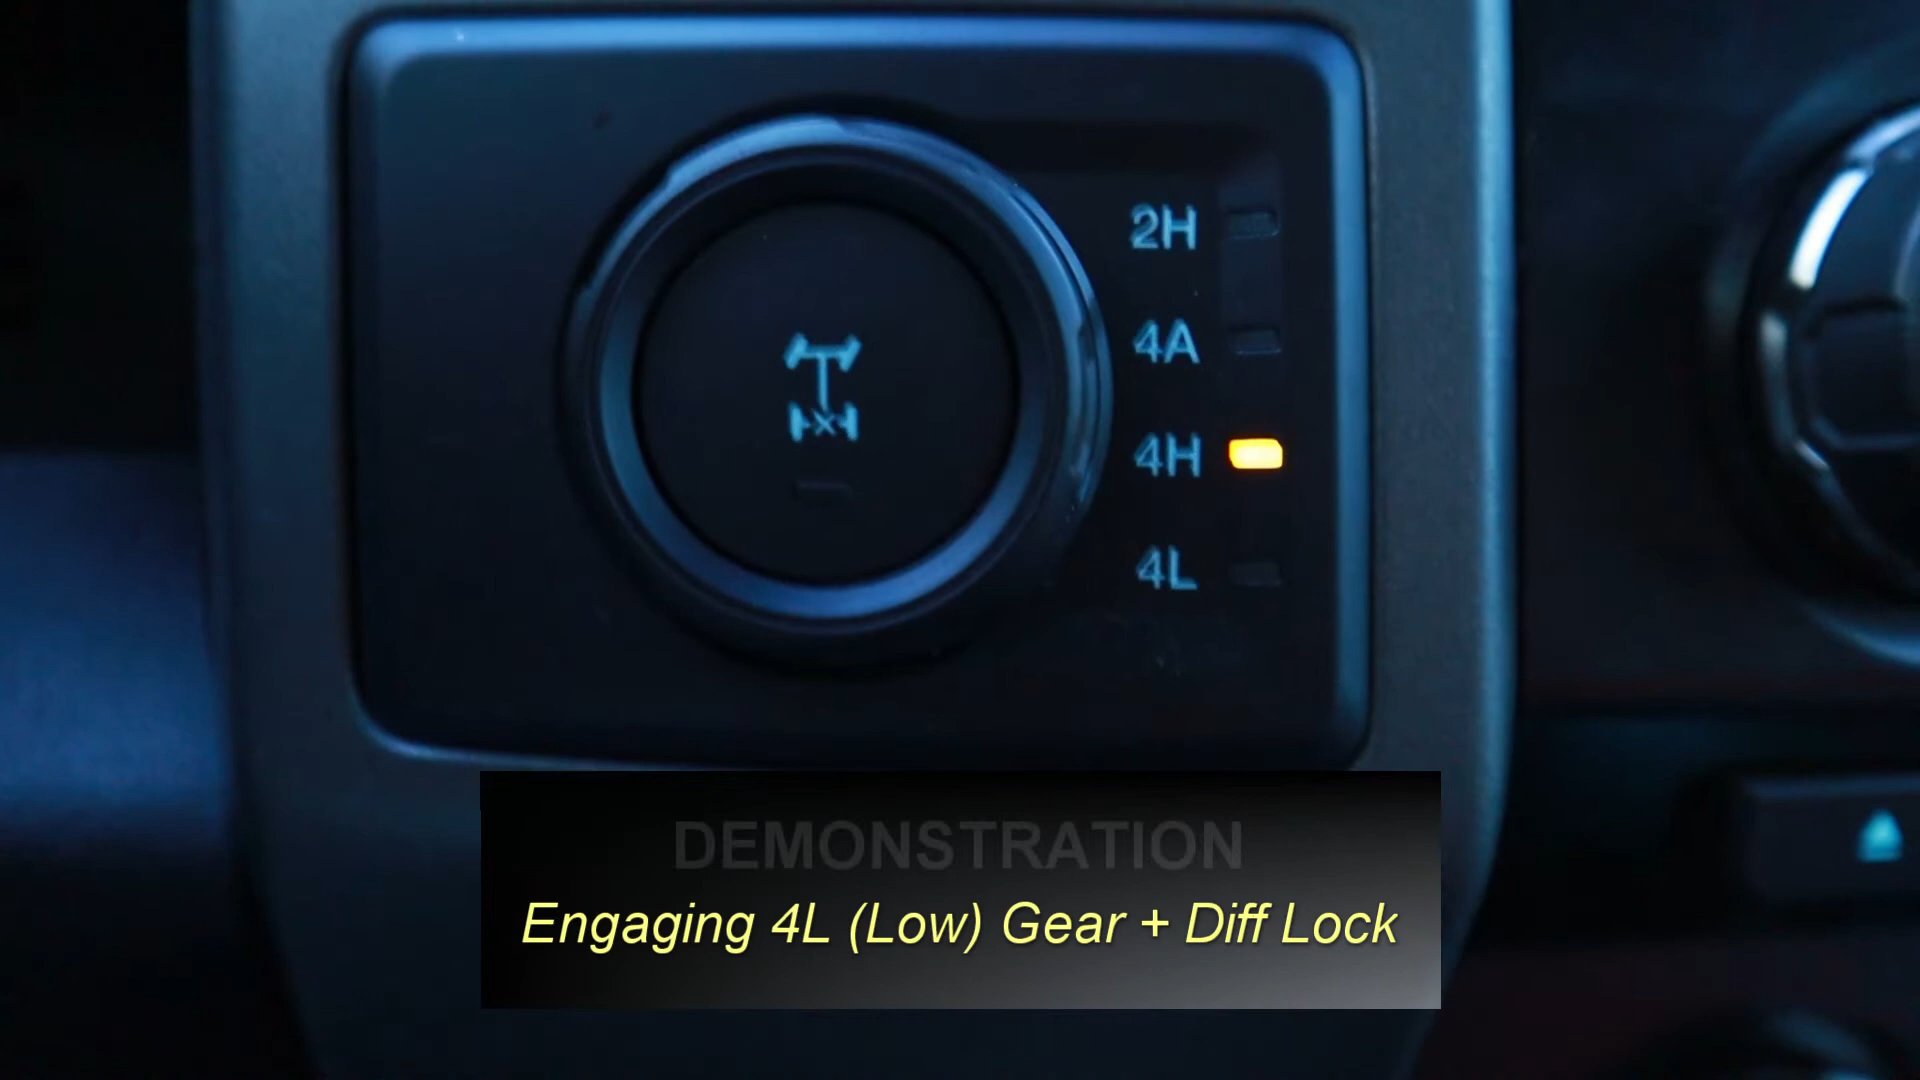 2H
4A
4H
4L
DEMONSTRATION
Engaging 4L (Low) Gear + Diff Lock